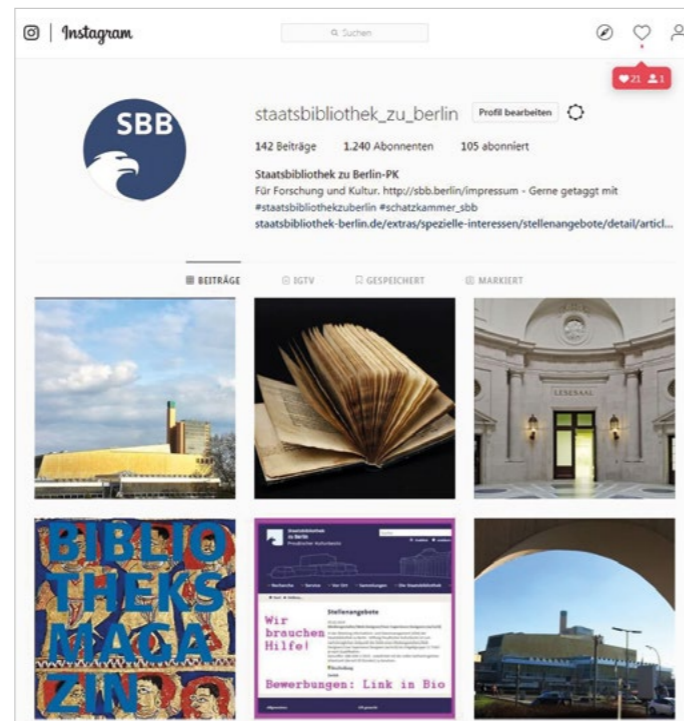 Instagram
Suchen
21 1
SBB
staatsbibliothek_zu_berlin Profil bearbeiten
142 Beiträge 1.240 Abonnenten 105 abonniert
Staatsbibliothek zu Berlin-PK
Für Forschung und Kultur. http://sbb.berlin/impressum - Gerne getaggt mit
#staatsbibliothekzuberlin #schatzkammer_sbb
staatsbibliothek-berlin.de/extras/spezielle-interessen/stellenangebote/detail/articl...
BEITRÄGE IGTV GESPEICHERT MARKIERT
LESESAAL
BIBLIO
THEKS
MAGA
ZIN
Staatsbibliothek
zu Berlin
Preußischer Kulturbesitz
Stellenangebote
Wir
brauchen
Hilfe!
Bewerbungen: Link in Bio